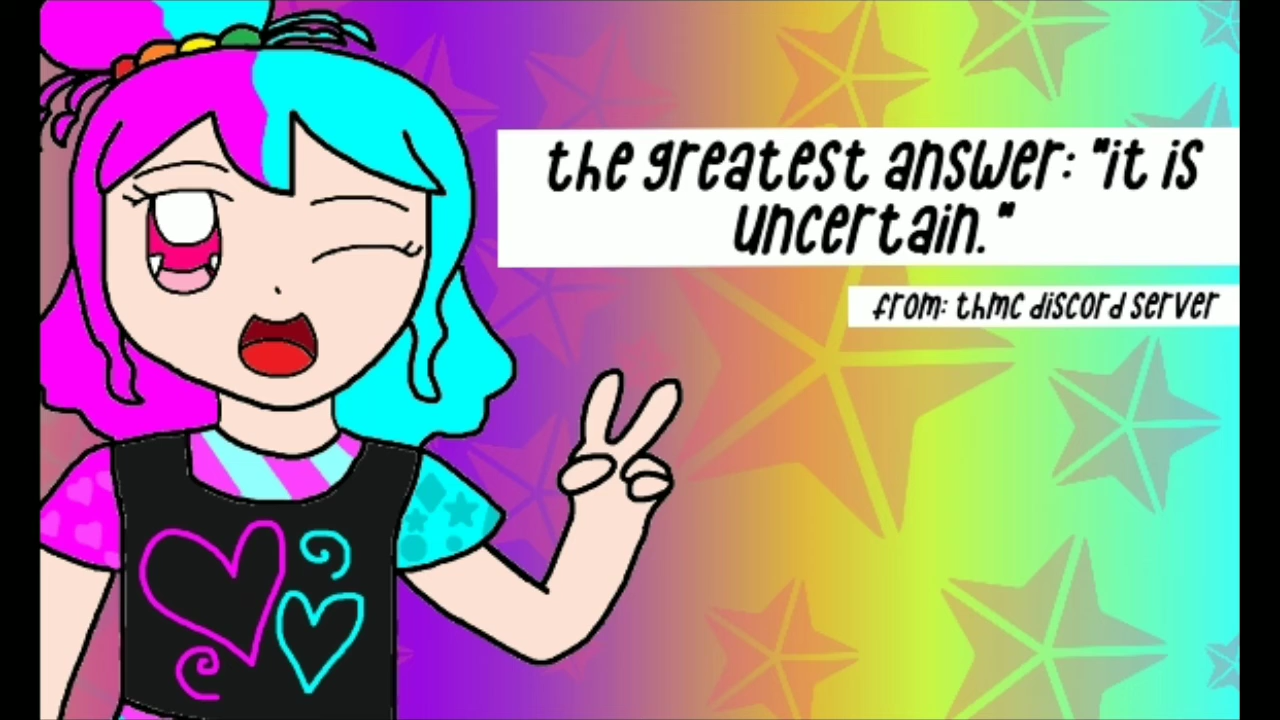 the greatest answer: "it is
uncertain."
from: thmc discord server